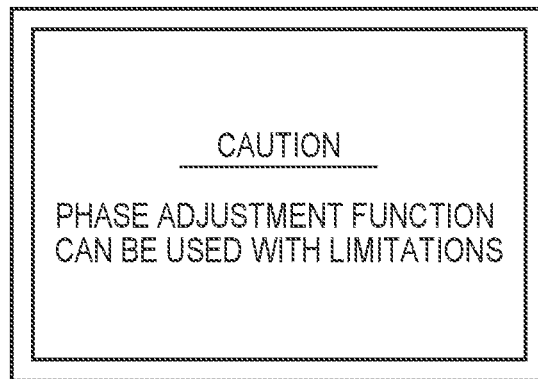 CAUTION
PHASE ADJUSTMENT FUNCTION
CAN BE USED WITH LIMITATIONS